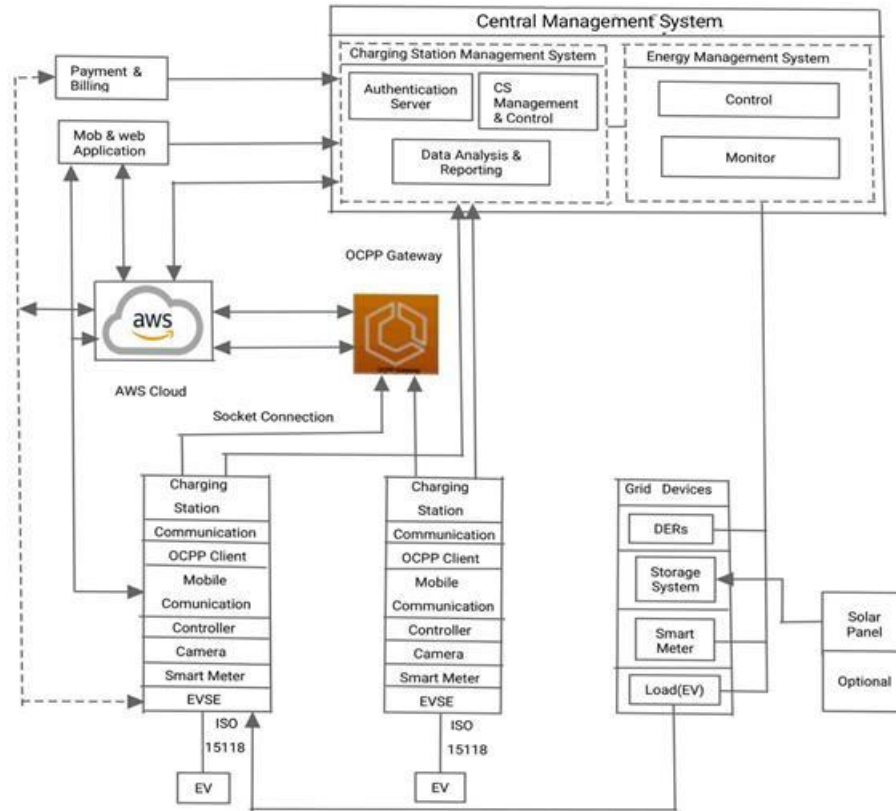 Central Management System
Charging Station Management System
Energy Management System
Payment &
Billing
Authentication
Server
CS
Management
& Control
Control
Mob & web
Application
Data Analysis &
Reporting
Monitor
OCPP Gateway
aws
OCPP Gateway
AWS Cloud
Socket Connection
Charging
Station
Communication
OCPP Client
Mobile
Comunication
Controller
Camera
Smart Meter
EVSE
ISO
15118
EV
Charging
Station
Communication
OCPP Client
Mobile
Communication
Controller
Camera
Smart Meter
EVSE
ISO
15118
EV
Grid Devices
DERs
Storage
System
Smart
Meter
Load(EV)
Solar
Panel
Optional